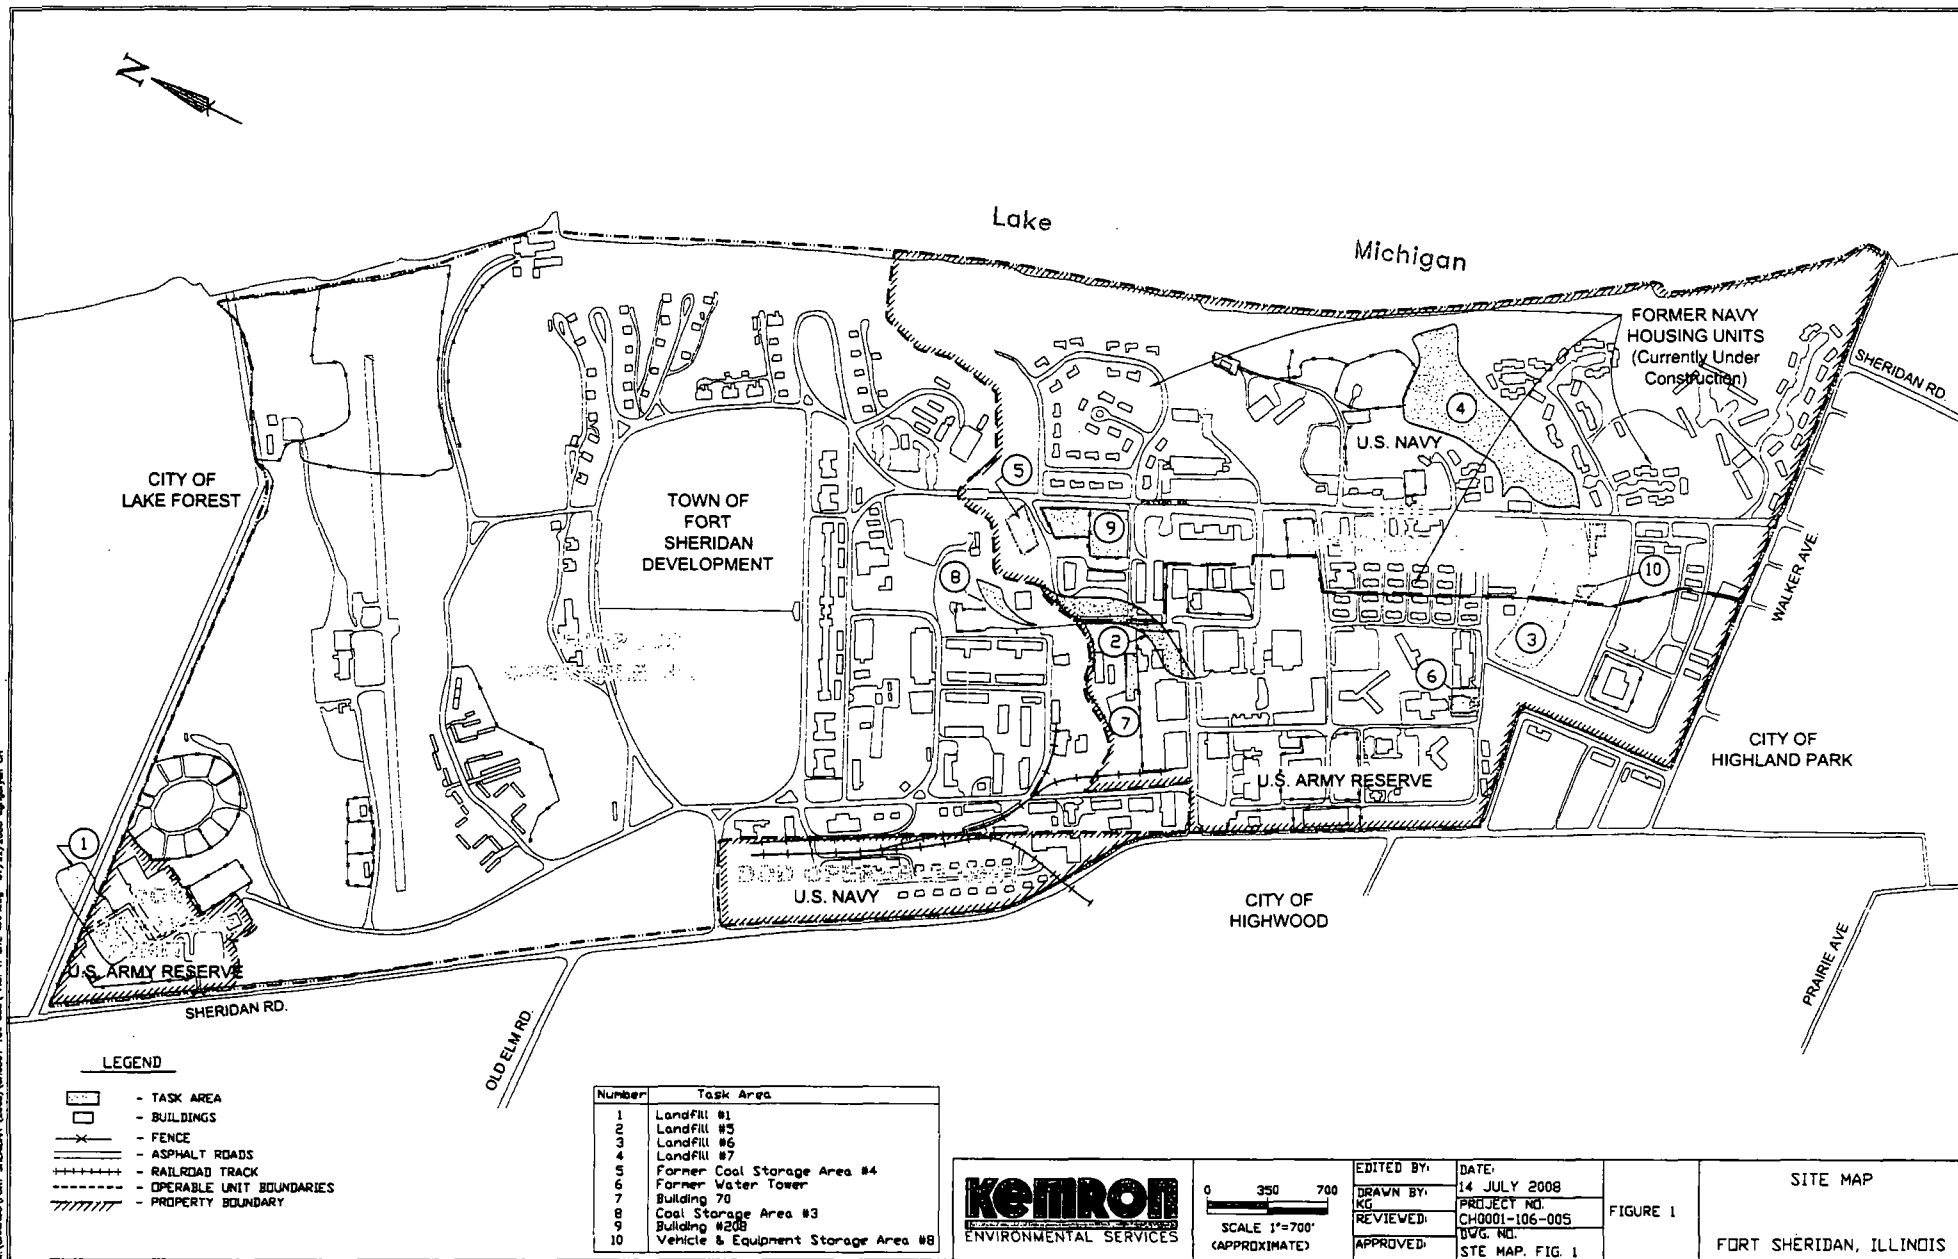 N
Lake
Michigan
FORMER NAVY
HOUSING UNITS
(Currently Under
Construction)
SHERIDAN RD.
4
U.S. NAVY
CITY OF
LAKE FOREST
5
TOWN OF
FORT
SHERIDAN
DEVELOPMENT
9
8
10
WALKER AVE.
2
3
6
7
CITY OF
HIGHLAND PARK
U.S. ARMY RESERVE
1
U.S. NAVY
CITY OF
HIGHWOOD
U.S. ARMY RESERVE
SHERIDAN RD.
OLD ELM RD.
PRAIRIE AVE
LEGEND
- TASK AREA
- BUILDINGS
- FENCE
- ASPHALT ROADS
- RAILROAD TRACK
- OPERABLE UNIT BOUNDARIES
- PROPERTY BOUNDARY
Number Task Area
1 Landfill #1
2 Landfill #5
3 Landfill #6
4 Landfill #7
5 Former Coal Storage Area #4
6 Former Water Tower
7 Building 70
8 Coal Storage Area #3
9 Building #208
10 Vehicle & Equipment Storage Area #8
KEMRON
ENVIRONMENTAL SERVICES
0 350 700
SCALE 1"=700'
(APPROXIMATE)
EDITED BY:
DRAWN BY:
KG
REVIEWED:
APPROVED:
DATE:
14 JULY 2008
PROJECT NO.
CH0001-106-005
DWG. NO.
STE MAP. FIG. 1
FIGURE 1
SITE MAP
FORT SHERIDAN, ILLINOIS